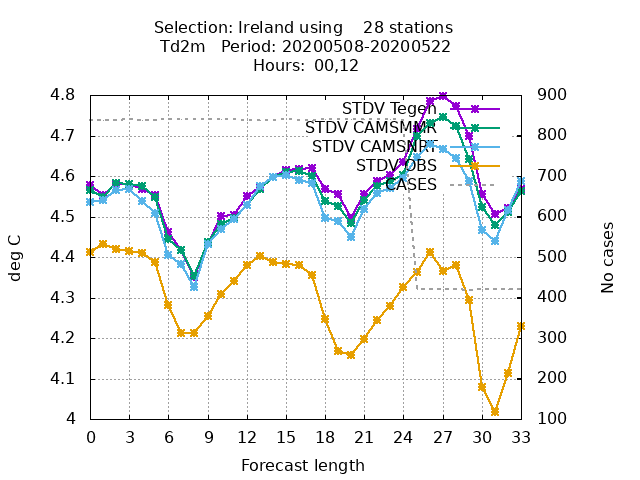 Selection: Ireland using    28 stations
Td2m   Period: 20200508-20200522
Hours: 00,12
STDV Tegen
STDV CAMSMMR
STDV CAMSNRT
STDV OBS
CASES
4.8
4.7
4.6
4.5
4.4
4.3
4.2
4.1
4
900
800
700
600
500
400
300
200
100
deg C
No cases
0 3 6 9 12 15 18 21 24 27 30 33
Forecast length